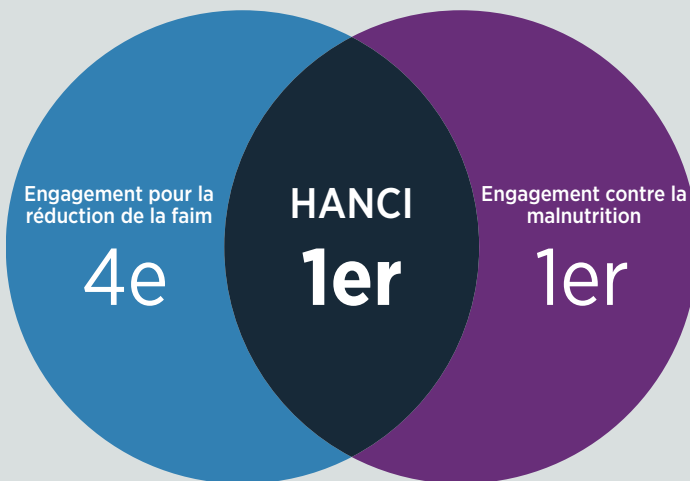 Engagement pour la
réduction de la faim
4e
HANCI
1er
Engagement contre la
malnutrition
1er